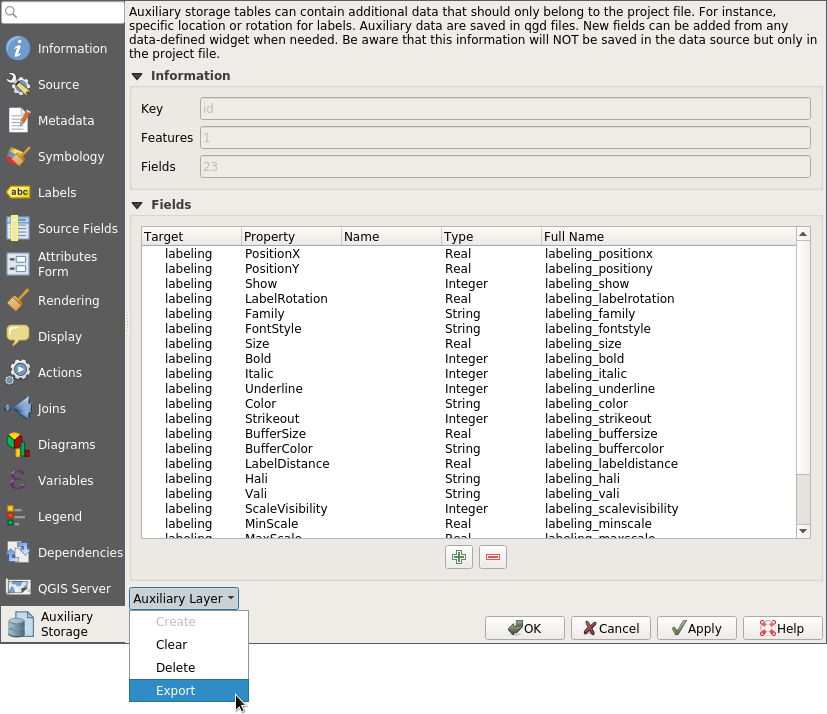 Auxiliary storage tables can contain additional data that should only belong to the project file. For instance,
specific location or rotation for labels. Auxiliary data are saved in qgd files. New fields can be added from any
data-defined widget when needed. Be aware that this information will NOT be saved in the data source but only in
the project file.
Information
Source
Metadata
Symbology
Labels
Source Fields
Attributes
Form
Rendering
Display
Actions
Joins
Diagrams
Variables
Legend
Dependencies
QGIS Server
Auxiliary
Storage
Information
Key id
Features 1
Fields 23
Fields
Target Property Name Type Full Name
labeling PositionX Real labeling_positionx
labeling PositionY Real labeling_positiony
labeling Show Integer labeling_show
labeling LabelRotation Real labeling_labelrotation
labeling Family String labeling_family
labeling FontStyle String labeling_fontstyle
labeling Size Real labeling_size
labeling Bold Integer labeling_bold
labeling Italic Integer labeling_italic
labeling Underline Integer labeling_underline
labeling Color String labeling_color
labeling Strikeout Integer labeling_strikeout
labeling BufferSize Real labeling_buffersize
labeling BufferColor String labeling_buffercolor
labeling LabelDistance Real labeling_labeldistance
labeling Hali String labeling_hali
labeling Vali String labeling_vali
labeling ScaleVisibility Integer labeling_scalevisibility
labeling MinScale Real labeling_minscale
labeling MaxScale Real labeling_maxscale
Auxiliary Layer
Create
Clear
Delete
Export
OK Cancel Apply Help
abc